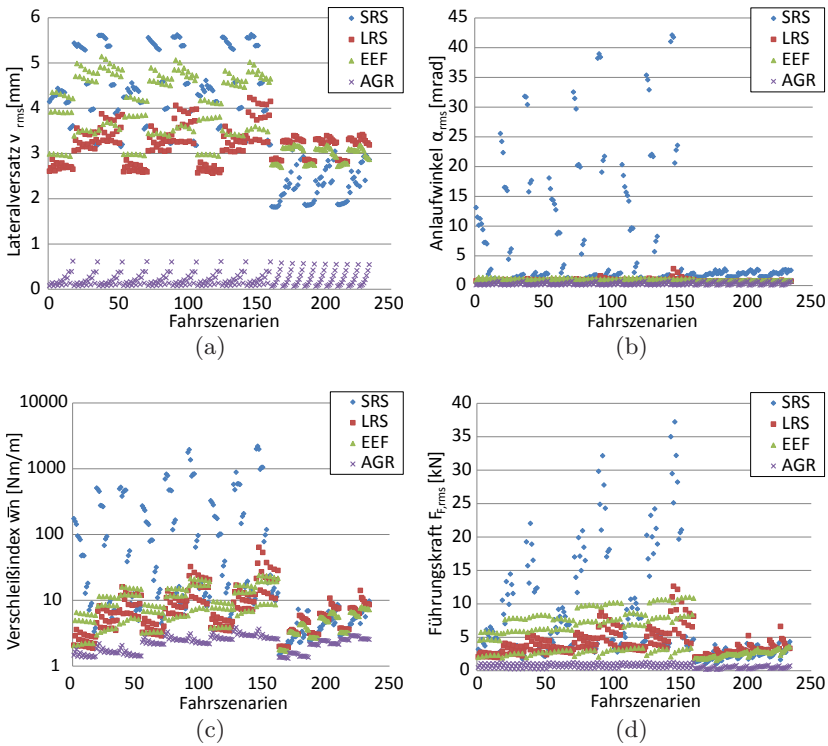 6
5
4
3
2
1
0
Lateralversatz v rms[mm]
0 50 100 150 200 250
Fahrszenarien
SRS
LRS
EEF
AGR
(a)
45
40
35
30
25
20
15
10
5
0
Anlaufwinkel αrms [mrad]
0 50 100 150 200 250
Fahrszenarien
SRS
LRS
EEF
AGR
(b)
10000
1000
100
10
1
Verschleißindex w̄n [Nm/m]
0 50 100 150 200 250
Fahrszenarien
SRS
LRS
EEF
AGR
(c)
40
35
30
25
20
15
10
5
0
Führungskraft FF,rms [kN]
0 50 100 150 200 250
Fahrszenarien
SRS
LRS
EEF
AGR
(d)